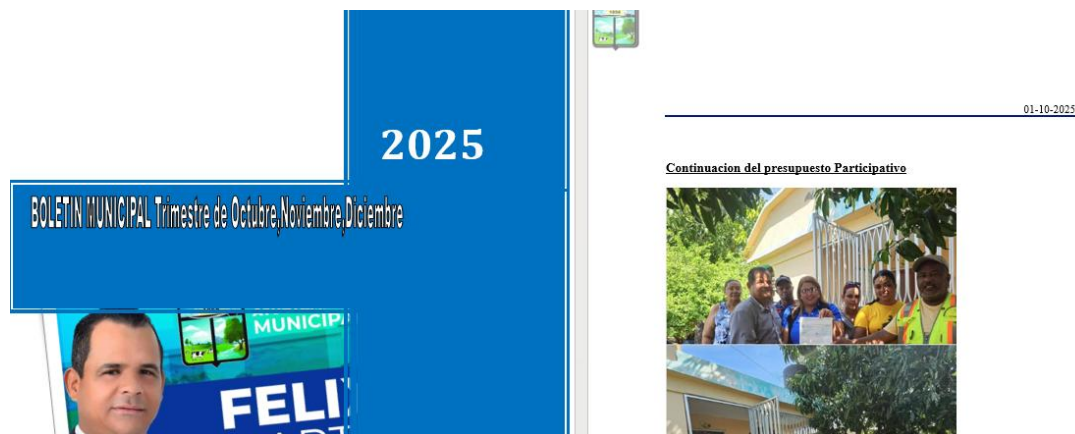 2025
BOLETIN MUNICIPAL Trimestre de Octubre,Noviembre,Diciembre
MUNICIP
FELI
01-10-2025
Continuacion del presupuesto Participativo